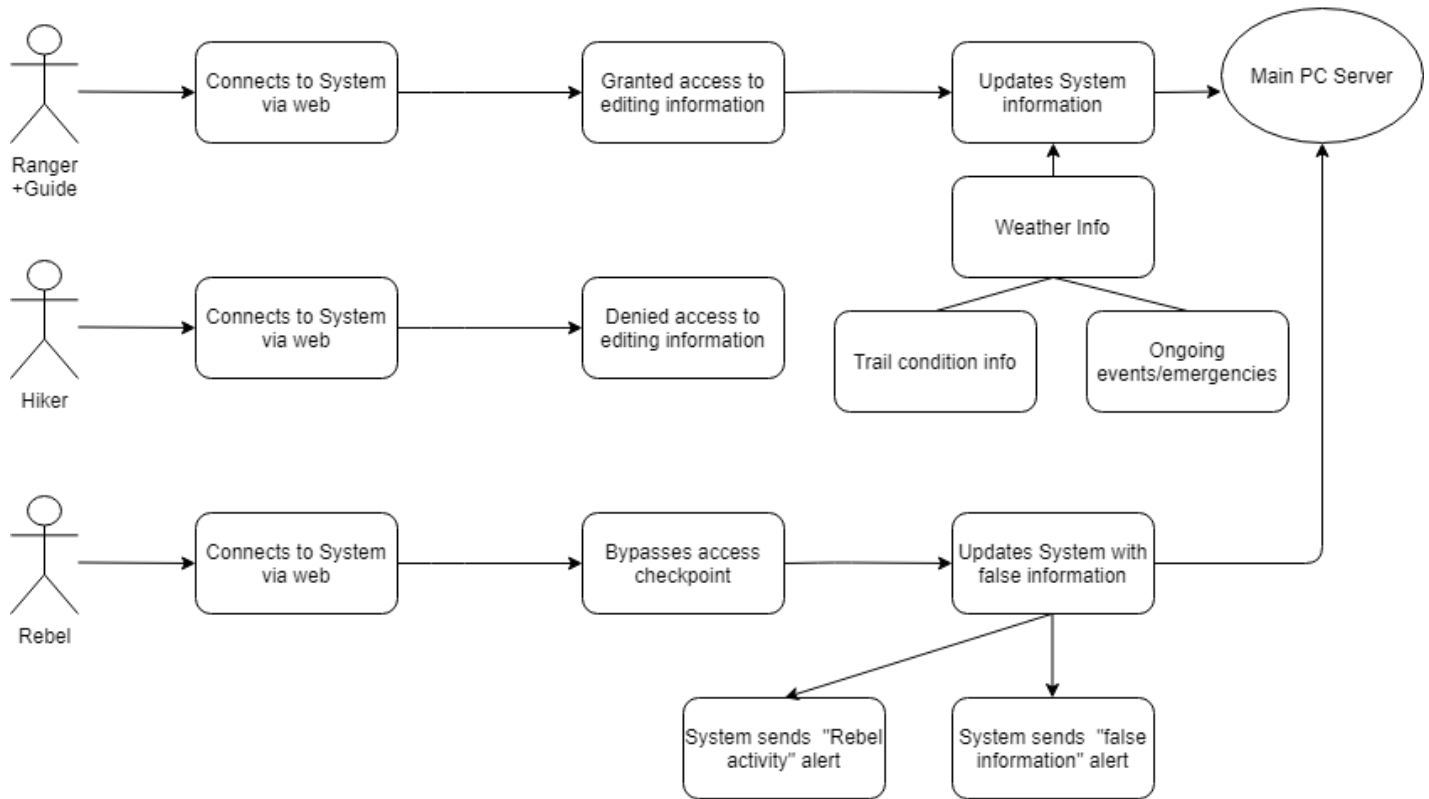 Connects to System
via web
Granted access to
editing information
Updates System
information
Main PC Server
Ranger
+Guide
Weather Info
Connects to System
via web
Denied access to
editing information
Trail condition info
Ongoing
events/emergencies
Hiker
Connects to System
via web
Bypasses access
checkpoint
Updates System with
false information
Rebel
System sends "Rebel
activity" alert
System sends "false
information" alert